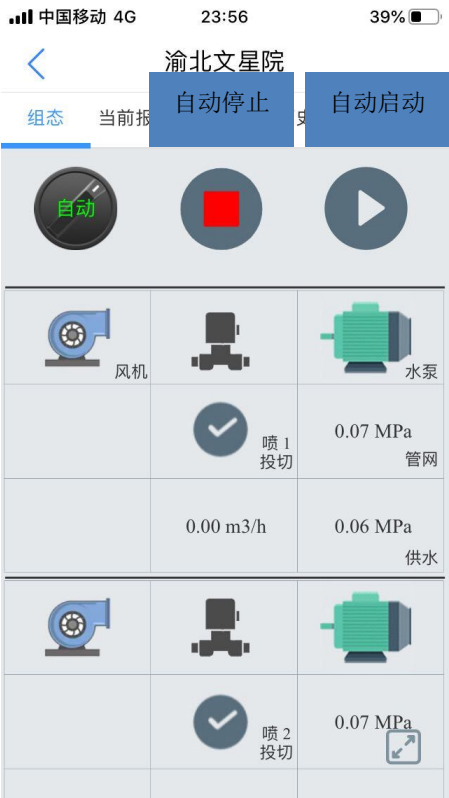 中国移动 4G 23:56 39%
渝北文星院
自动停止 自动启动
组态 当前报
自动
风机 水泵
喷 1 0.07 MPa
投切 管网
0.00 m3/h 0.06 MPa
供水
喷 2 0.07 MPa
投切